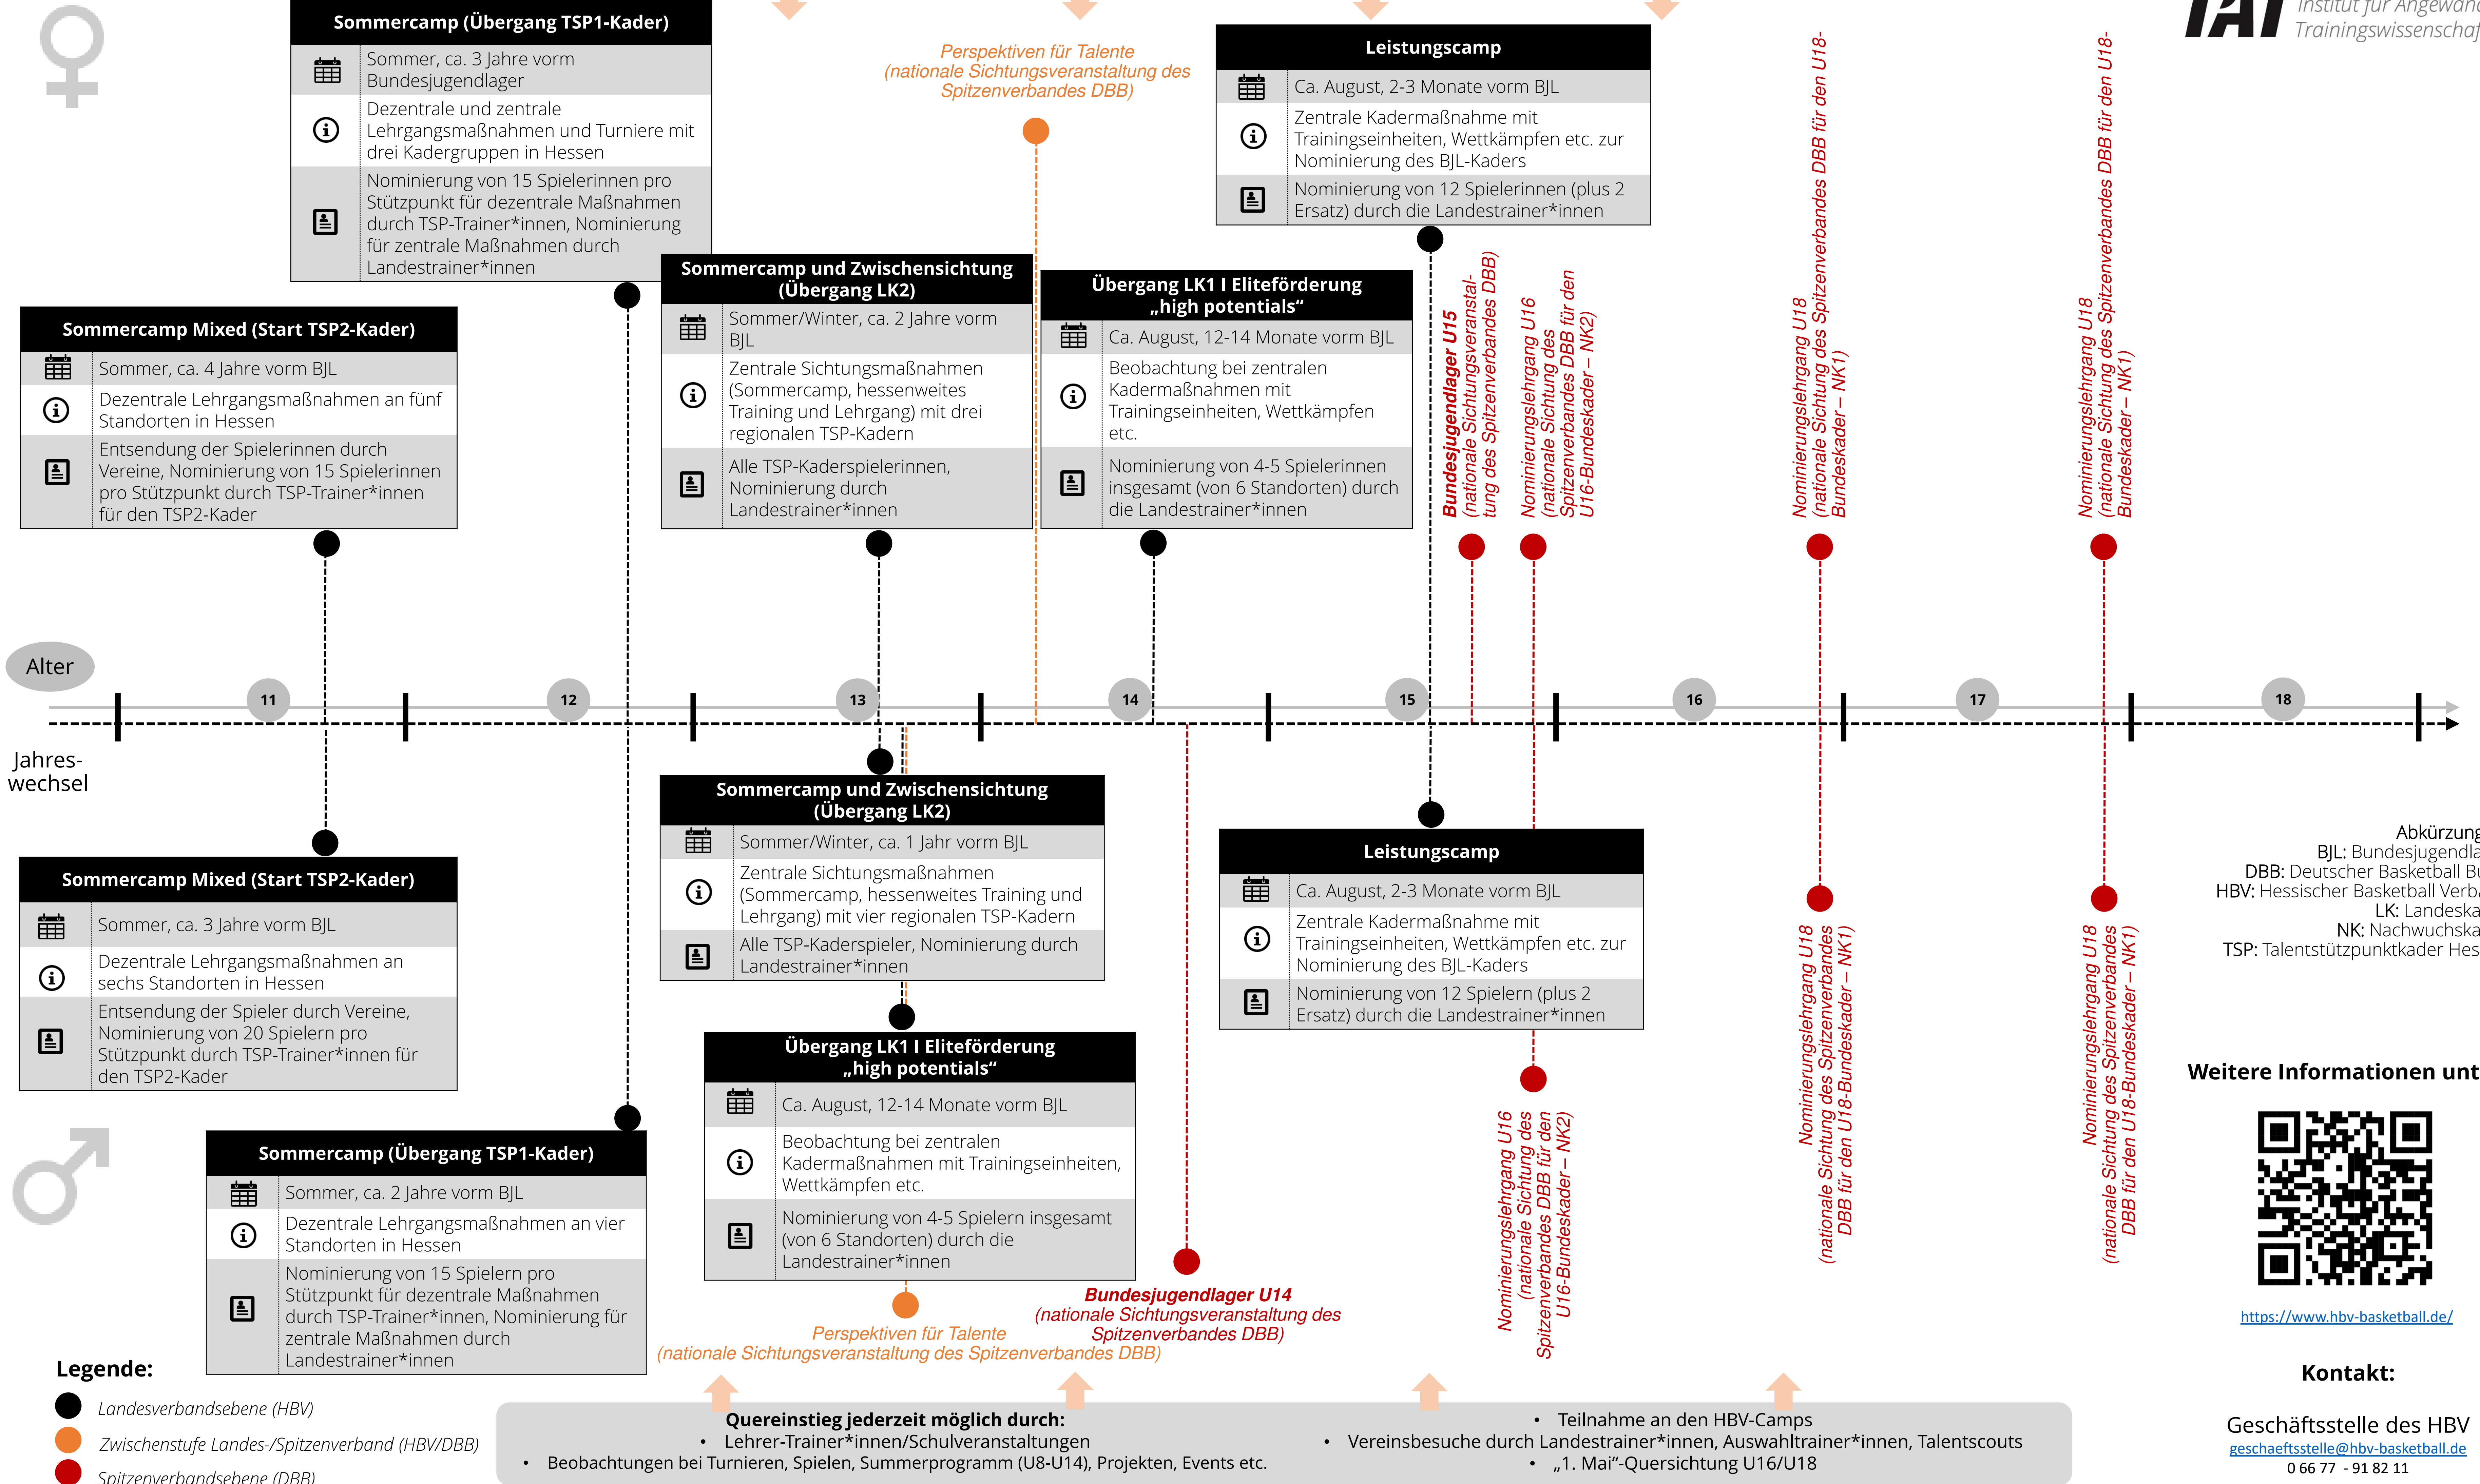 Sommercamp (Übergang TSP1-Kader)
Sommer, ca. 3 Jahre vorm
Bundesjugendlager
Dezentrale und zentrale
Lehrgangsmaßnahmen und Turniere mit
drei Kadergruppen in Hessen
Nominierung von 15 Spielerinnen pro
Stützpunkt für dezentrale Maßnahmen
durch TSP-Trainer*innen, Nominierung
für zentrale Maßnahmen durch
Landestrainer*innen
Perspektiven für Talente
(nationale Sichtungsveranstaltung des
Spitzenverbandes DBB)
Leistungscamp
Ca. August, 2-3 Monate vorm BJL
Zentrale Kadermaßnahme mit
Trainingseinheiten, Wettkämpfen etc. zur
Nominierung des BJL-Kaders
Nominierung von 12 Spielerinnen (plus 2
Ersatz) durch die Landestrainer*innen
IAT
Institut für
Trainingswissenschaf
Sommercamp Mixed (Start TSP2-Kader)
Sommer, ca. 4 Jahre vorm BJL
Dezentrale Lehrgangsmaßnahmen an fünf
Standorten in Hessen
Entsendung der Spielerinnen durch
Vereine, Nominierung von 15 Spielerinnen
pro Stützpunkt durch TSP-Trainer*innen
für den TSP2-Kader
Sommercamp und Zwischensichtung
(Übergang LK2)
Sommer/Winter, ca. 2 Jahre vorm
BJL
Zentrale Sichtungsmaßnahmen
(Sommercamp, hessenweites
Training und Lehrgang) mit drei
regionalen TSP-Kadern
Alle TSP-Kaderspielerinnen,
Nominierung durch
Landestrainer*innen
Übergang LK1 I Eliteförderung
„high potentials“
Ca. August, 12-14 Monate vorm BJL
Beobachtung bei zentralen
Kadermaßnahmen mit
Trainingseinheiten, Wettkämpfen
etc.
Nominierung von 4-5 Spielerinnen
insgesamt (von 6 Standorten) durch
die Landestrainer*innen
Bundesjugendlager U15
(nationale Sichtungsveranstal-
tung des Spitzenverbandes DBB)
Nominierungslehrgang U16
(nationale Sichtung des
Spitzenverbandes DBB für den
U16-Bundeskader – NK2)
Nominierungslehrgang U18
(nationale Sichtung des Spitzenverbandes DBB für den U18-
Bundeskader – NK1)
Nominierungslehrgang U18
(nationale Sichtung des Spitzenverbandes DBB für den U18-
Bundeskader – NK1)
Alter
11
12
13
14
15
16
17
18
Jahres-
wechsel
Sommercamp Mixed (Start TSP2-Kader)
Sommer, ca. 3 Jahre vorm BJL
Dezentrale Lehrgangsmaßnahmen an
sechs Standorten in Hessen
Entsendung der Spieler durch Vereine,
Nominierung von 20 Spielern pro
Stützpunkt durch TSP-Trainer*innen für
den TSP2-Kader
Sommercamp (Übergang TSP1-Kader)
Sommer, ca. 2 Jahre vorm BJL
Dezentrale Lehrgangsmaßnahmen an vier
Standorten in Hessen
Nominierung von 15 Spielern pro
Stützpunkt für dezentrale Maßnahmen
durch TSP-Trainer*innen, Nominierung für
zentrale Maßnahmen durch
Landestrainer*innen
Sommercamp und Zwischensichtung
(Übergang LK2)
Sommer/Winter, ca. 1 Jahr vorm BJL
Zentrale Sichtungsmaßnahmen
(Sommercamp, hessenweites Training und
Lehrgang) mit vier regionalen TSP-Kadern
Alle TSP-Kaderspieler, Nominierung durch
Landestrainer*innen
Übergang LK1 I Eliteförderung
„high potentials“
Ca. August, 12-14 Monate vorm BJL
Beobachtung bei zentralen
Kadermaßnahmen mit Trainingseinheiten,
Wettkämpfen etc.
Nominierung von 4-5 Spielern insgesamt
(von 6 Standorten) durch die
Landestrainer*innen
Perspektiven für Talente
(nationale Sichtungsveranstaltung des Spitzenverbandes DBB)
Bundesjugendlager U14
(nationale Sichtungsveranstaltung des
Spitzenverbandes DBB)
Leistungscamp
Ca. August, 2-3 Monate vorm BJL
Zentrale Kadermaßnahme mit
Trainingseinheiten, Wettkämpfen etc. zur
Nominierung des BJL-Kaders
Nominierung von 12 Spielern (plus 2
Ersatz) durch die Landestrainer*innen
Nominierungslehrgang U16
(nationale Sichtung des
Spitzenverbandes DBB für den
U16-Bundeskader – NK2)
Nominierungslehrgang U18
(nationale Sichtung des Spitzenverbandes
DBB für den U18-Bundeskader – NK1)
Nominierungslehrgang U18
(nationale Sichtung des Spitzenverbandes
DBB für den U18-Bundeskader – NK1)
Abkürzung
BJL: Bundesjugendla
DBB: Deutscher Basketball Bu
HBV: Hessischer Basketball Verba
LK: Landeska
NK: Nachwuchska
TSP: Talentstützpunktkader Hes
Weitere Informationen unt
https://www.hbv-basketball.de/
Kontakt:
Geschäftsstelle des HBV
geschaeftsstelle@hbv-basketball.de
0 66 77 - 91 82 11
Legende:
Landesverbandsebene (HBV)
Zwischenstufe Landes-/Spitzenverband (HBV/DBB)
Spitzenverbandsebene (DBB)
Quereinstieg jederzeit möglich durch:
• Lehrer-Trainer*innen/Schulveranstaltungen
• Beobachtungen bei Turnieren, Spielen, Summerprogramm (U8-U14), Projekten, Events etc.
• Teilnahme an den HBV-Camps
• Vereinsbesuche durch Landestrainer*innen, Auswahltrainer*innen, Talentscouts
• „1. Mai“-Quersichtung U16/U18